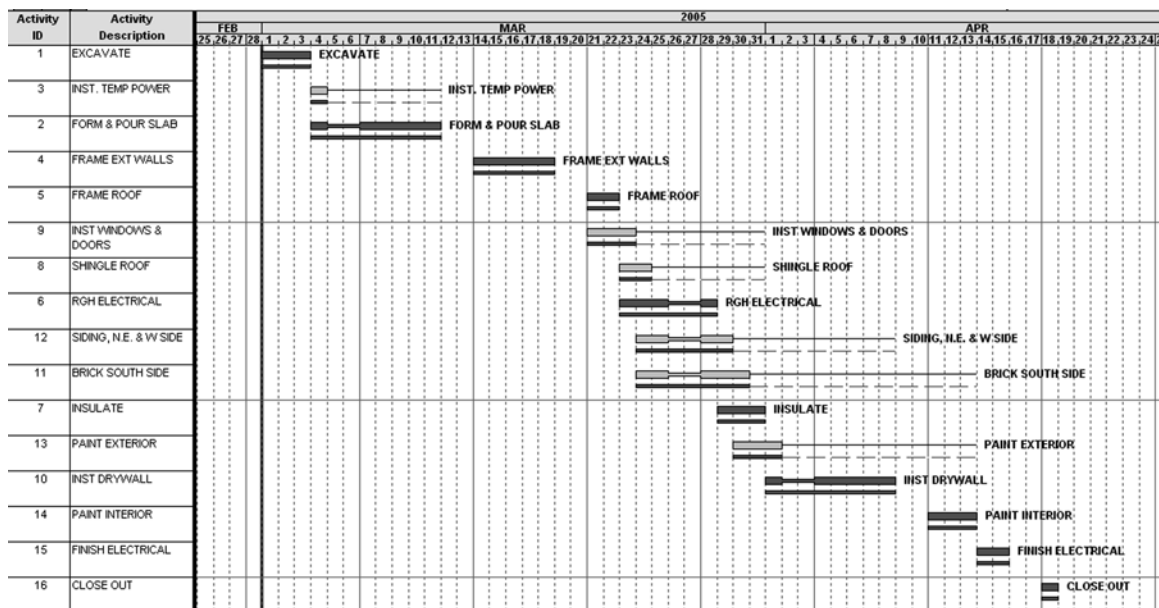 Activity ID Activity Description 2005
FEB MAR APR
25 26 27 28 1 2 3 4 5 6 7 8 9 10 11 12 13 14 15 16 17 18 19 20 21 22 23 24 25 26 27 28 29 30 31 1 2 3 4 5 6 7 8 9 10 11 12 13 14 15 16 17 18 19 20 21 22 23 24
1 EXCAVATE EXCAVATE
3 INST. TEMP POWER INST. TEMP POWER
2 FORM & POUR SLAB FORM & POUR SLAB
4 FRAME EXT WALLS FRAME EXT WALLS
5 FRAME ROOF FRAME ROOF
9 INST WINDOWS & DOORS INST WINDOWS & DOORS
8 SHINGLE ROOF SHINGLE ROOF
6 RGH ELECTRICAL RGH ELECTRICAL
12 SIDING, N.E. & W SIDE SIDING, N.E. & W SIDE
11 BRICK SOUTH SIDE BRICK SOUTH SIDE
7 INSULATE INSULATE
13 PAINT EXTERIOR PAINT EXTERIOR
10 INST DRYWALL INST DRYWALL
14 PAINT INTERIOR PAINT INTERIOR
15 FINISH ELECTRICAL FINISH ELECTRICAL
16 CLOSE OUT CLOSE OUT